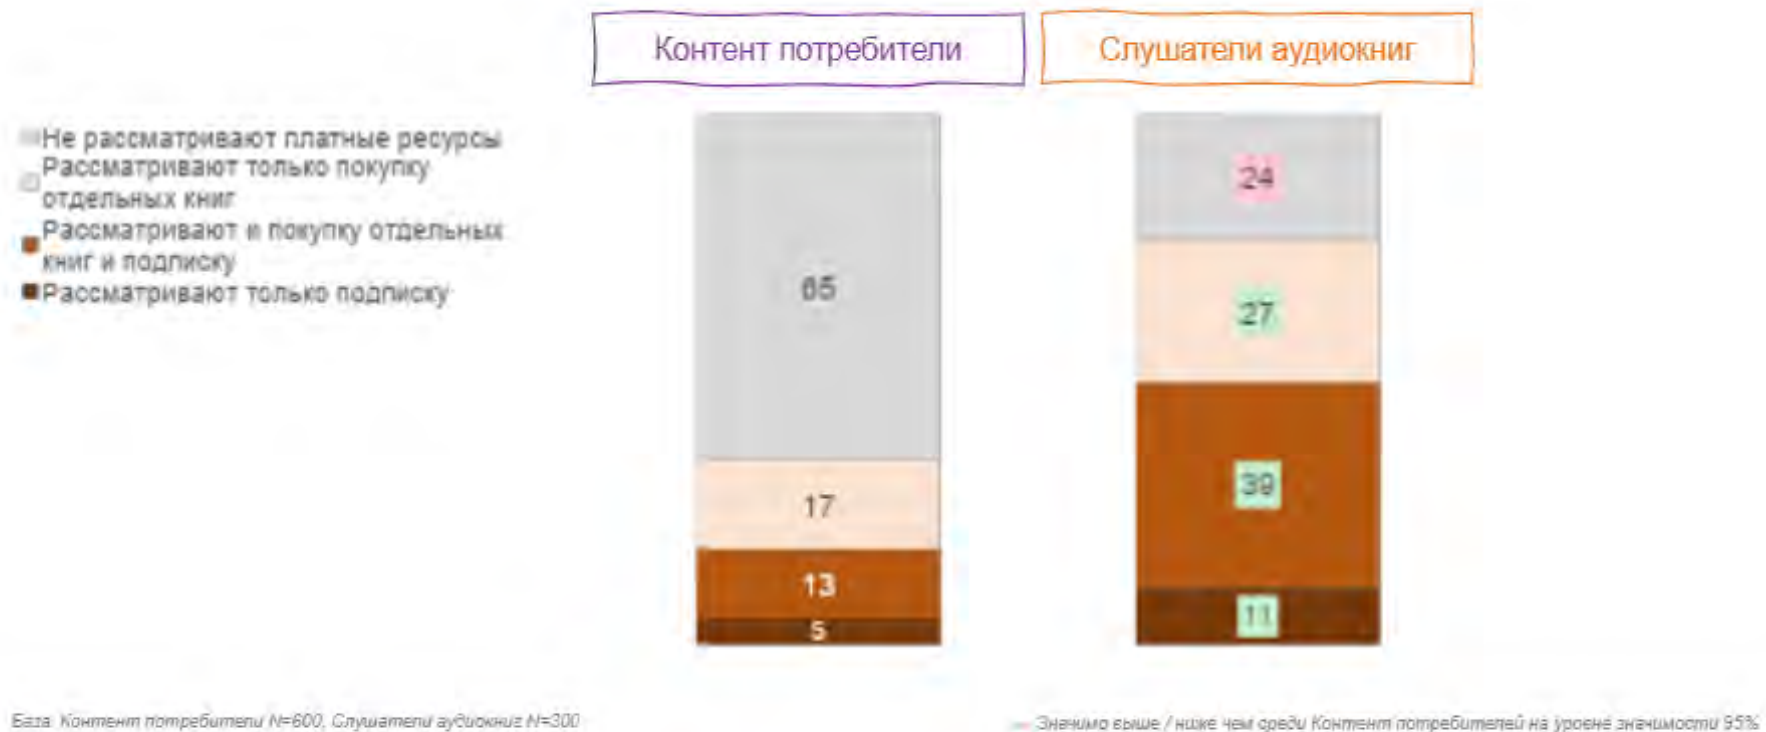 Контент потребители
Слушатели аудиокниг
Не рассматривают платные ресурсы
Рассматривают только покупку
отдельных книг
Рассматривают и покупку отдельных
книг и подписку
Рассматривают только подписку
65
17
13
5
24
27
39
11
База: Контент потребители N=600, Слушатели аудиокниг N=300
Значимо выше / ниже чем среди Контент потребителей на уровне значимости 95%